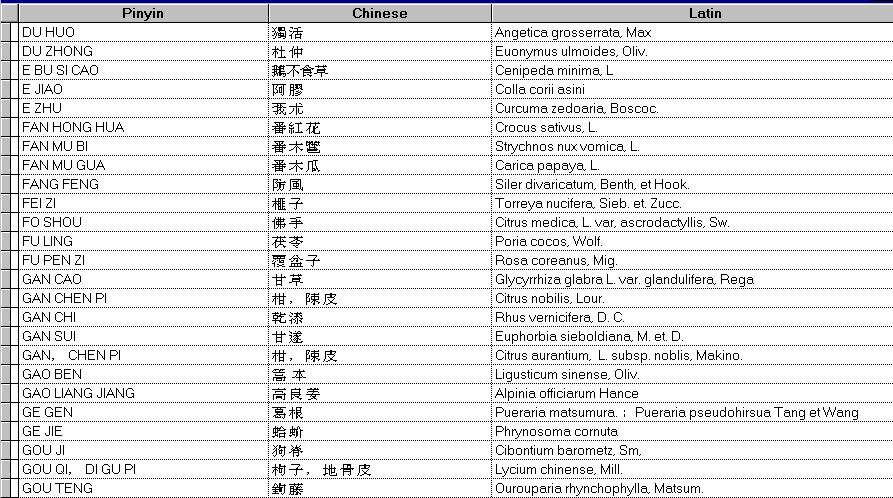 Pinyin Chinese Latin
DU HUO 獨活 Angetica grosserrata, Max
DU ZHONG 杜仲 Euonymus ulmoides, Oliv.
E BU SI CAO 鵝不食草 Cenipeda minima, L
E JIAO 阿膠 Colla corii asini
E ZHU 莪朮 Curcuma zedoaria, Boscoc.
FAN HONG HUA 番紅花 Crocus sativus, L.
FAN MU BI 番木鱉 Strychnos nux vomica, L.
FAN MU GUA 番木瓜 Carica papaya, L.
FANG FENG 防風 Siler divaricatum, Benth, et Hook.
FEI ZI 榧子 Torreya nucifera, Sieb. et. Zucc.
FO SHOU 佛手 Citrus medica, L. var, ascrodactyllis, Sw.
FU LING 茯苓 Poria cocos, Wolf.
FU PEN ZI 覆盆子 Rosa coreanus, Mig.
GAN CAO 甘草 Glycyrrhiza glabra L. var. glandulifera, Rega
GAN CHEN PI 柑，陳皮 Citrus nobilis, Lour.
GAN CHI 乾漆 Rhus vernicifera, D. C.
GAN SUI 甘遂 Euphorbia sieboldiana, M. et. D.
GAN， CHEN PI 柑，陳皮 Citrus aurantium, L. subsp. noblis, Makino.
GAO BEN 藁本 Ligusticum sinense, Oliv.
GAO LIANG JIANG 高良姜 Alpinia officiarum Hance
GE GEN 葛根 Pueraria matsumura.； Pueraria pseudohirsua Tang et Wang
GE JIE 蛤蚧 Phrynosoma cornuta
GOU JI 狗脊 Cibontium barometz, Sm,
GOU QI， DI GU PI 枸子，地骨皮 Lycium chinense, Mill.
GOU TENG 鉤藤 Ourouparia rhynchophylla, Matsum.